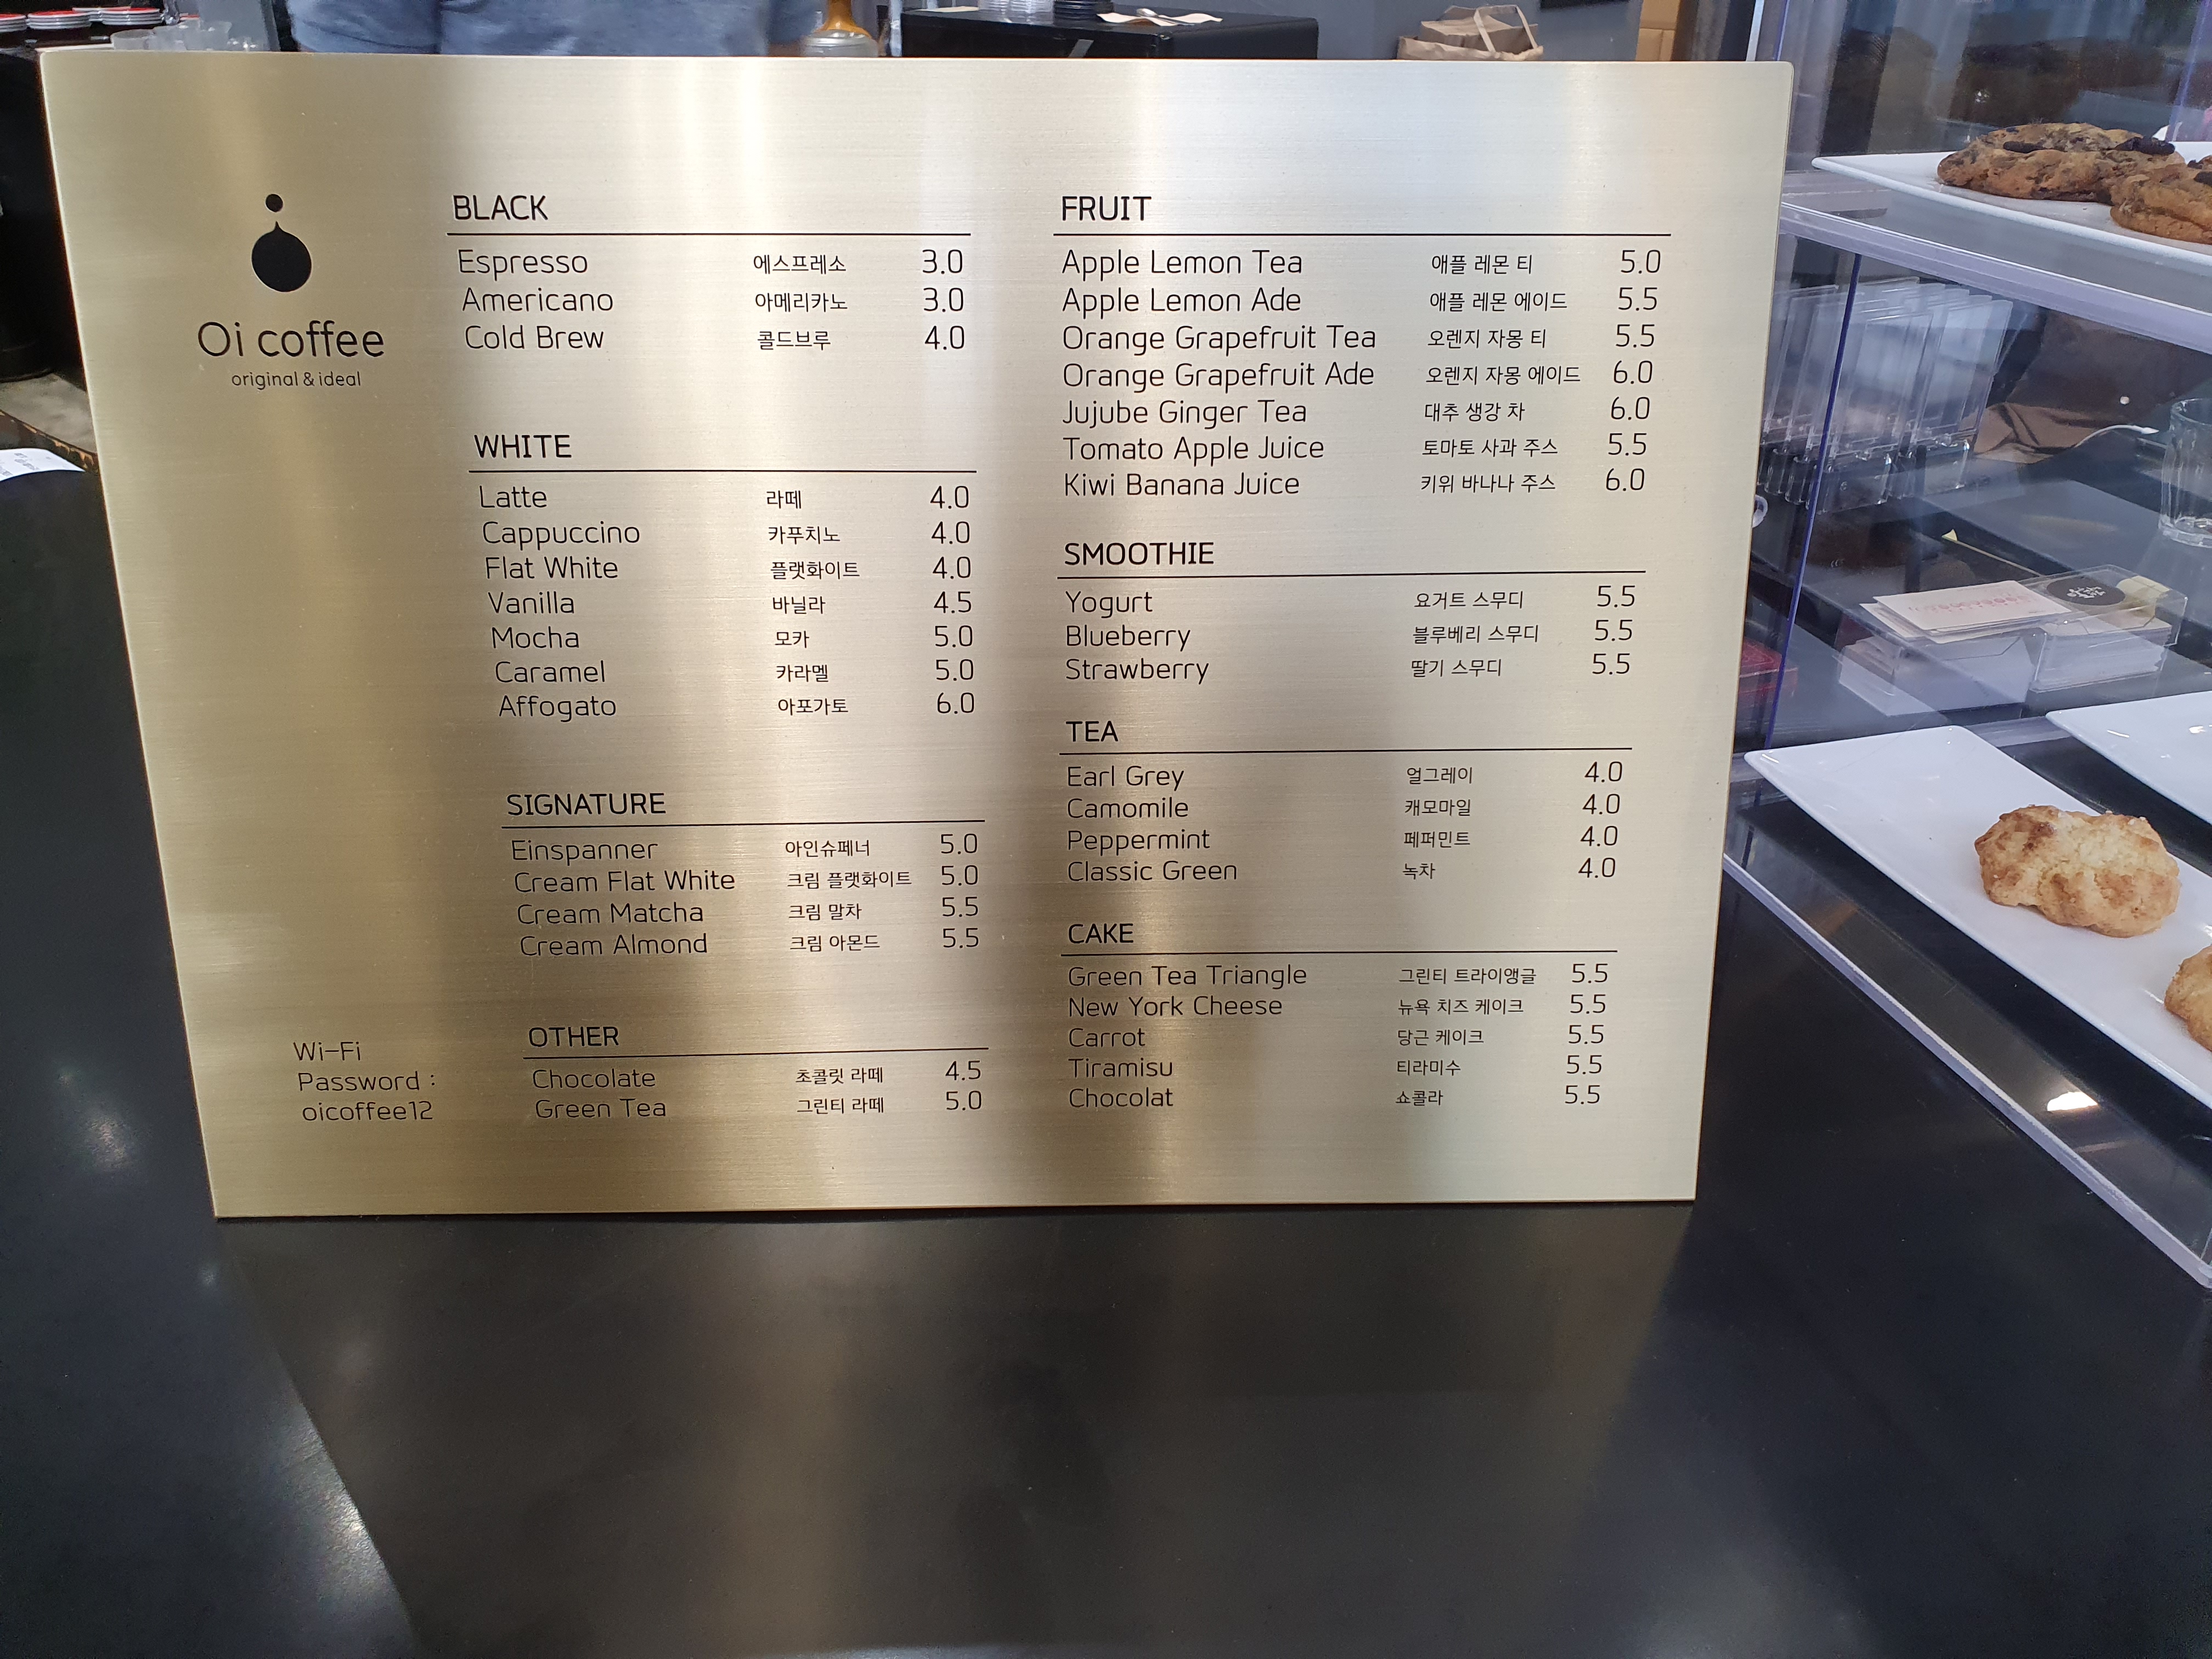 Oi coffee
original & ideal
BLACK
Espresso 에스프레소 3.0
Americano 아메리카노 3.0
Cold Brew 콜드브루 4.0
WHITE
Latte 라떼 4.0
Cappuccino 카푸치노 4.0
Flat White 플랫화이트 4.0
Vanilla 바닐라 4.5
Mocha 모카 5.0
Caramel 카라멜 5.0
Affogato 아포가토 6.0
SIGNATURE
Einspanner 아인슈페너 5.0
Cream Flat White 크림 플랫화이트 5.0
Cream Matcha 크림 말차 5.5
Cream Almond 크림 아몬드 5.5
OTHER
Chocolate 초콜릿 라떼 4.5
Green Tea 그린티 라떼 5.0
Wi-Fi
Password :
oicoffee12
FRUIT
Apple Lemon Tea 애플 레몬 티 5.0
Apple Lemon Ade 애플 레몬 에이드 5.5
Orange Grapefruit Tea 오렌지 자몽 티 5.5
Orange Grapefruit Ade 오렌지 자몽 에이드 6.0
Jujube Ginger Tea 대추 생강 차 6.0
Tomato Apple Juice 토마토 사과 주스 5.5
Kiwi Banana Juice 키위 바나나 주스 6.0
SMOOTHIE
Yogurt 요거트 스무디 5.5
Blueberry 블루베리 스무디 5.5
Strawberry 딸기 스무디 5.5
TEA
Earl Grey 얼그레이 4.0
Camomile 캐모마일 4.0
Peppermint 페퍼민트 4.0
Classic Green 녹차 4.0
CAKE
Green Tea Triangle 그린티 트라이앵글 5.5
New York Cheese 뉴욕 치즈 케이크 5.5
Carrot 당근 케이크 5.5
Tiramisu 티라미수 5.5
Chocolat 쇼콜라 5.5